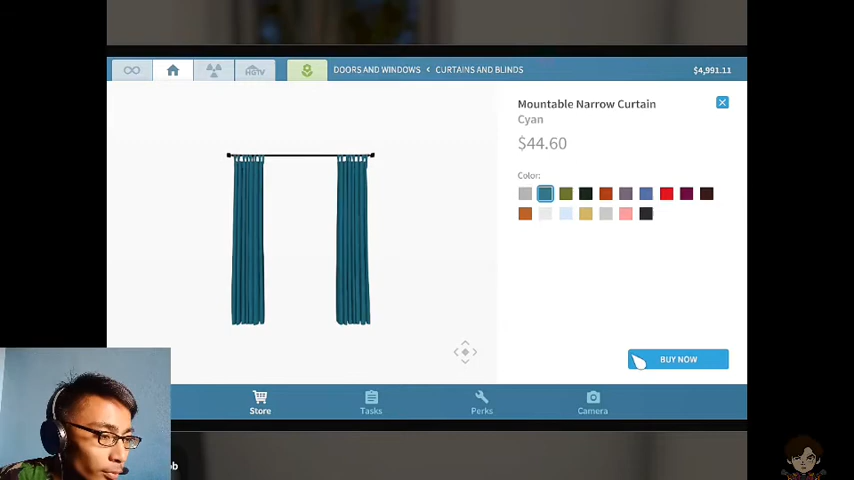 HGTV
DOORS AND WINDOWS < CURTAINS AND BLINDS
$4,991.11
Mountable Narrow Curtain
Cyan
$44.60
Color:
BUY NOW
Store
Tasks
Perks
Camera